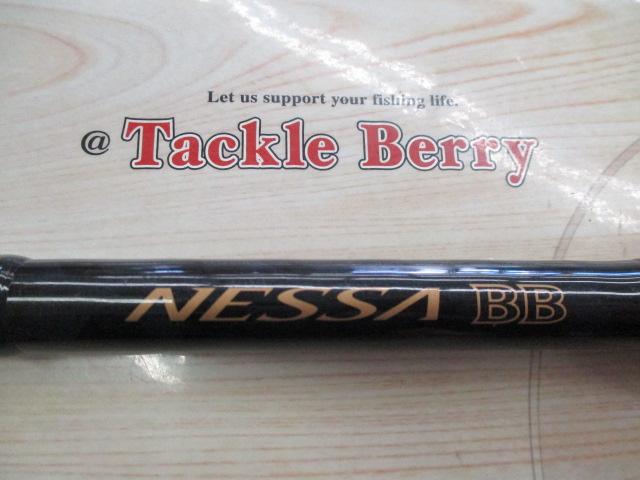 Let us support your fishing life.
@ Tackle Berry
NESSA BB